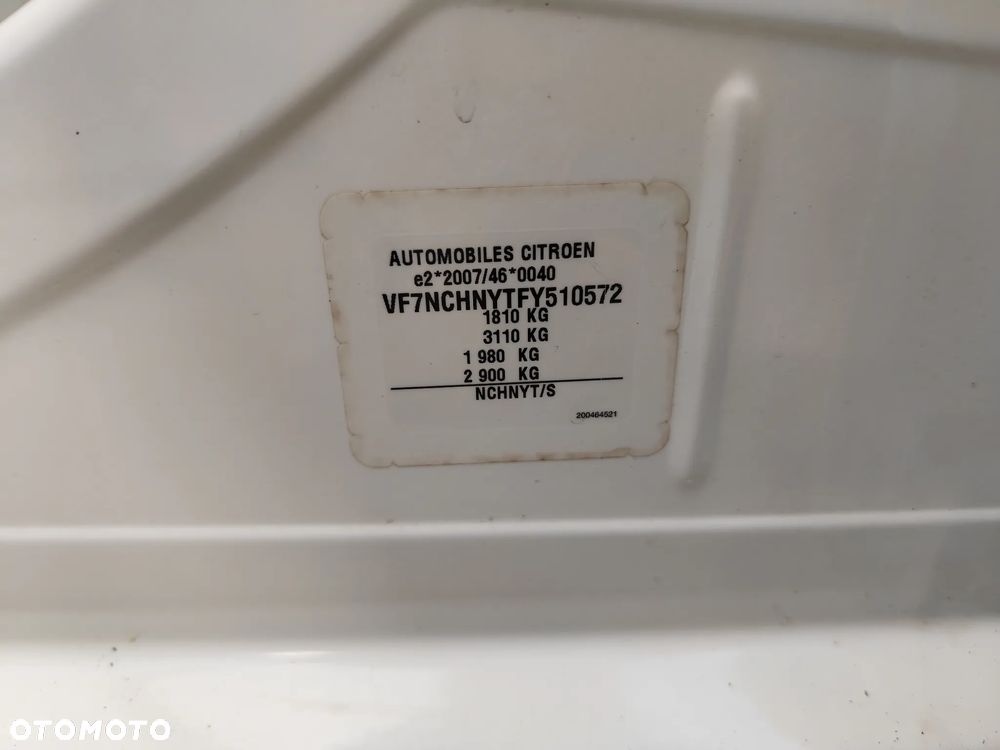 AUTOMOBILES CITROEN
e2*2007/46*0040
VF7NCHNYTFY510572
1810 KG
3110 KG
1 980 KG
2 900 KG
NCHNYT/S
200464521
OTOMOTO